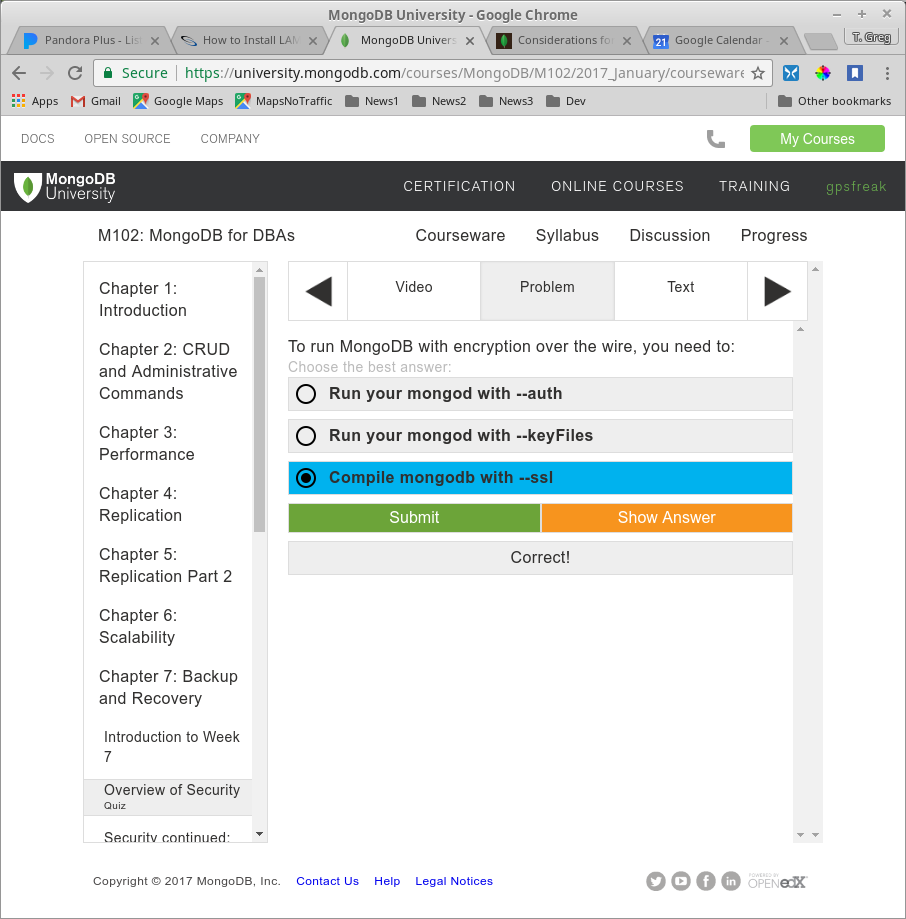 MongoDB University - Google Chrome
Pandora Plus - List
How to Install LAM
MongoDB Univers
Considerations fo
21
Google Calendar -
T. Greg
Secure
https://university.mongodb.com/courses/MongoDB/M102/2017_January/courseware
Apps
Gmail
Google Maps
MapsNoTraffic
News1
News2
News3
Dev
Other bookmarks
DOCS
OPEN SOURCE
COMPANY
My Courses
MongoDB
University
CERTIFICATION
ONLINE COURSES
TRAINING
gpsfreak
M102: MongoDB for DBAs
Courseware
Syllabus
Discussion
Progress
Chapter 1:
Introduction
Chapter 2: CRUD
and Administrative
Commands
Chapter 3:
Performance
Chapter 4:
Replication
Chapter 5:
Replication Part 2
Chapter 6:
Scalability
Chapter 7: Backup
and Recovery
Introduction to Week
7
Overview of Security
Quiz
Security continued:
Video
Problem
Text
To run MongoDB with encryption over the wire, you need to:
Choose the best answer:
Run your mongod with --auth
Run your mongod with --keyFiles
Compile mongodb with --ssl
Submit
Show Answer
Correct!
Copyright © 2017 MongoDB, Inc.
Contact Us
Help
Legal Notices
POWERED BY
OPEN edX